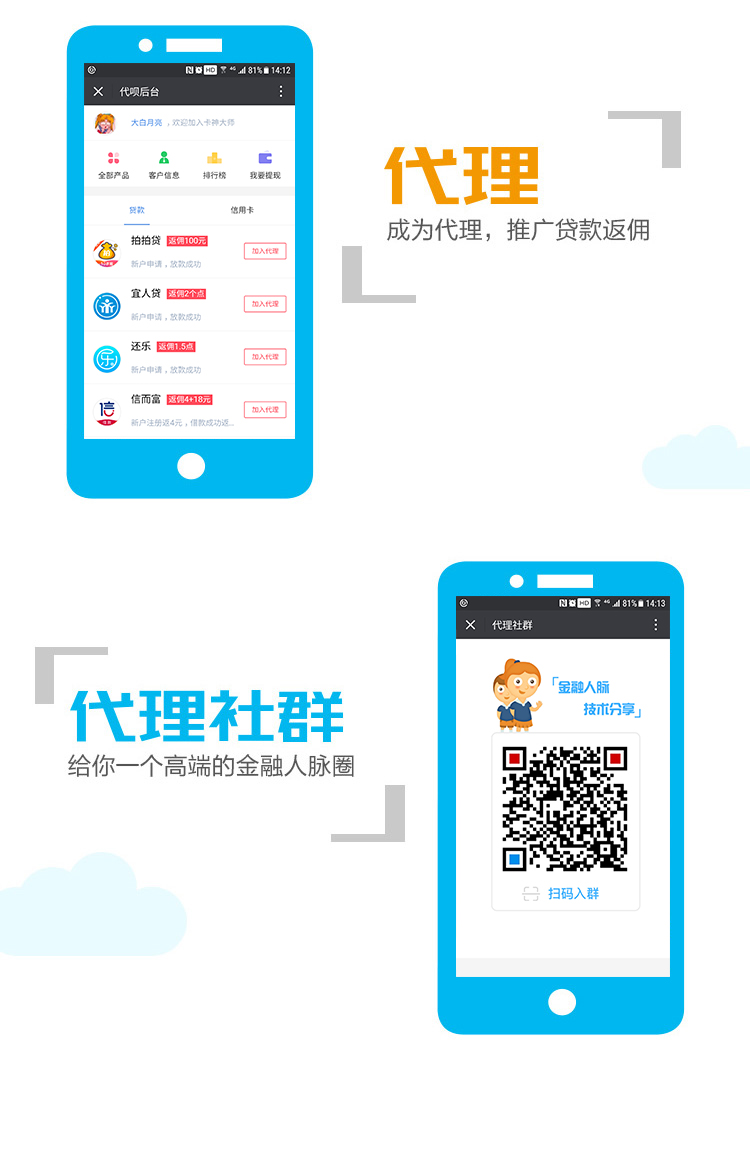 HD 4G 81% 14:12
代呗后台
大白月亮，欢迎加入卡神大师
全部产品 客户信息 排行榜 我要提现
贷款 信用卡
拍拍贷 返佣100元
新户申请，放款成功
加入代理
宜人贷 返佣2个点
新户申请，放款成功
加入代理
还乐 返佣1.5点
新户申请，放款成功
加入代理
信而富 返佣4+18元
新户注册返4元，借款成功返...
加入代理
代理
成为代理，推广贷款返佣
代理社群
给你一个高端的金融人脉圈
HD 4G 81% 14:13
代理社群
「金融人脉
技术分享」
扫码入群